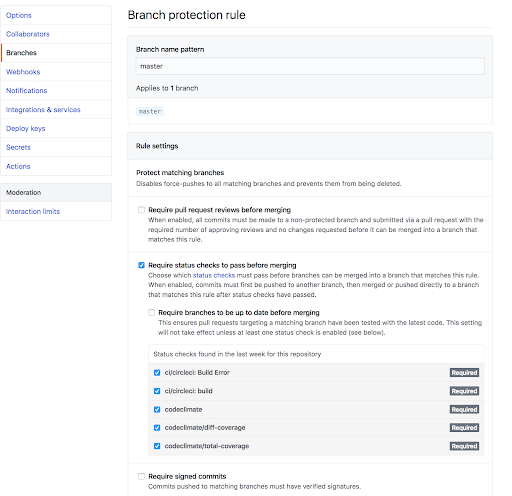 Options
Collaborators
Branches
Webhooks
Notifications
Integrations & services
Deploy keys
Secrets
Actions
Moderation
Interaction limits
Branch protection rule
Branch name pattern
master
Applies to 1 branch
master
Rule settings
Protect matching branches
Disables force-pushes to all matching branches and prevents them from being deleted.
Require pull request reviews before merging
When enabled, all commits must be made to a non-protected branch and submitted via a pull request with the
required number of approving reviews and no changes requested before it can be merged into a branch that
matches this rule.
Require status checks to pass before merging
Choose which status checks must pass before branches can be merged into a branch that matches this rule.
When enabled, commits must first be pushed to another branch, then merged or pushed directly to a branch
that matches this rule after status checks have passed.
Require branches to be up to date before merging
This ensures pull requests targeting a matching branch have been tested with the latest code. This setting
will not take effect unless at least one status check is enabled (see below).
Status checks found in the last week for this repository
ci/circleci: Build Error Required
ci/circleci: build Required
codeclimate Required
codeclimate/diff-coverage Required
codeclimate/total-coverage Required
Require signed commits
Commits pushed to matching branches must have verified signatures.